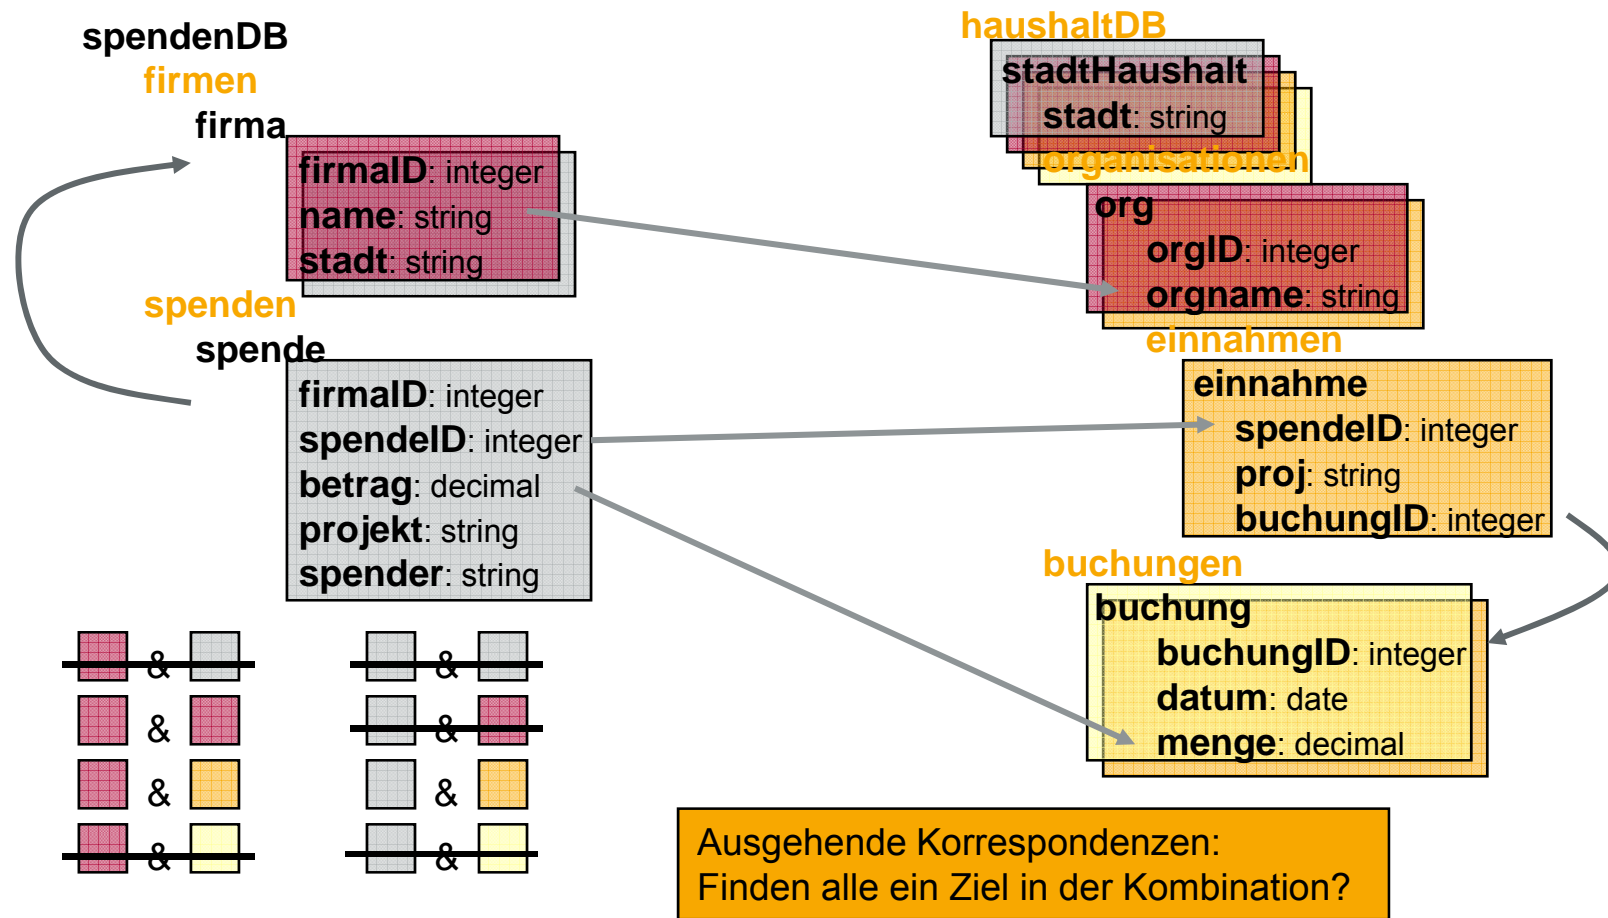 spendenDB
firmen
firma
firmaID: integer
name: string
stadt: string
spenden
spende
firmaID: integer
spendeID: integer
betrag: decimal
projekt: string
spender: string
&
&
&
&
&
&
&
&
haushaltDB
stadtHaushalt
stadt: string
organisationen
org
orgID: integer
orgname: string
einnahmen
einnahme
spendeID: integer
proj: string
buchungID: integer
buchungen
buchung
buchungID: integer
datum: date
menge: decimal
Ausgehende Korrespondenzen:
Finden alle ein Ziel in der Kombination?